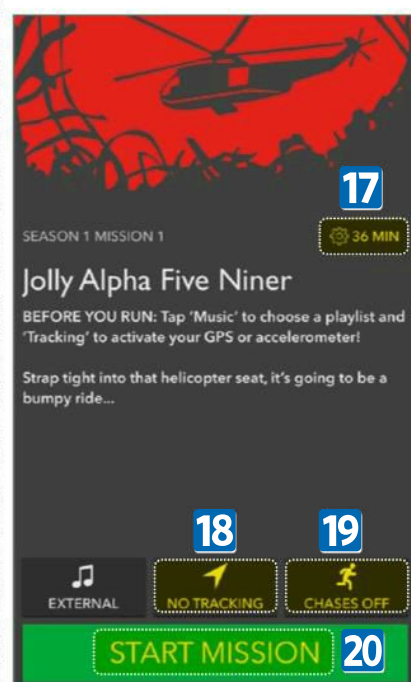 17
SEASON 1 MISSION 1
36 MIN
Jolly Alpha Five Niner
BEFORE YOU RUN: Tap 'Music' to choose a playlist and
'Tracking' to activate your GPS or accelerometer!
Strap tight into that helicopter seat, it's going to be a
bumpy ride...
18
19
EXTERNAL
NO TRACKING
CHASES OFF
START MISSION
20